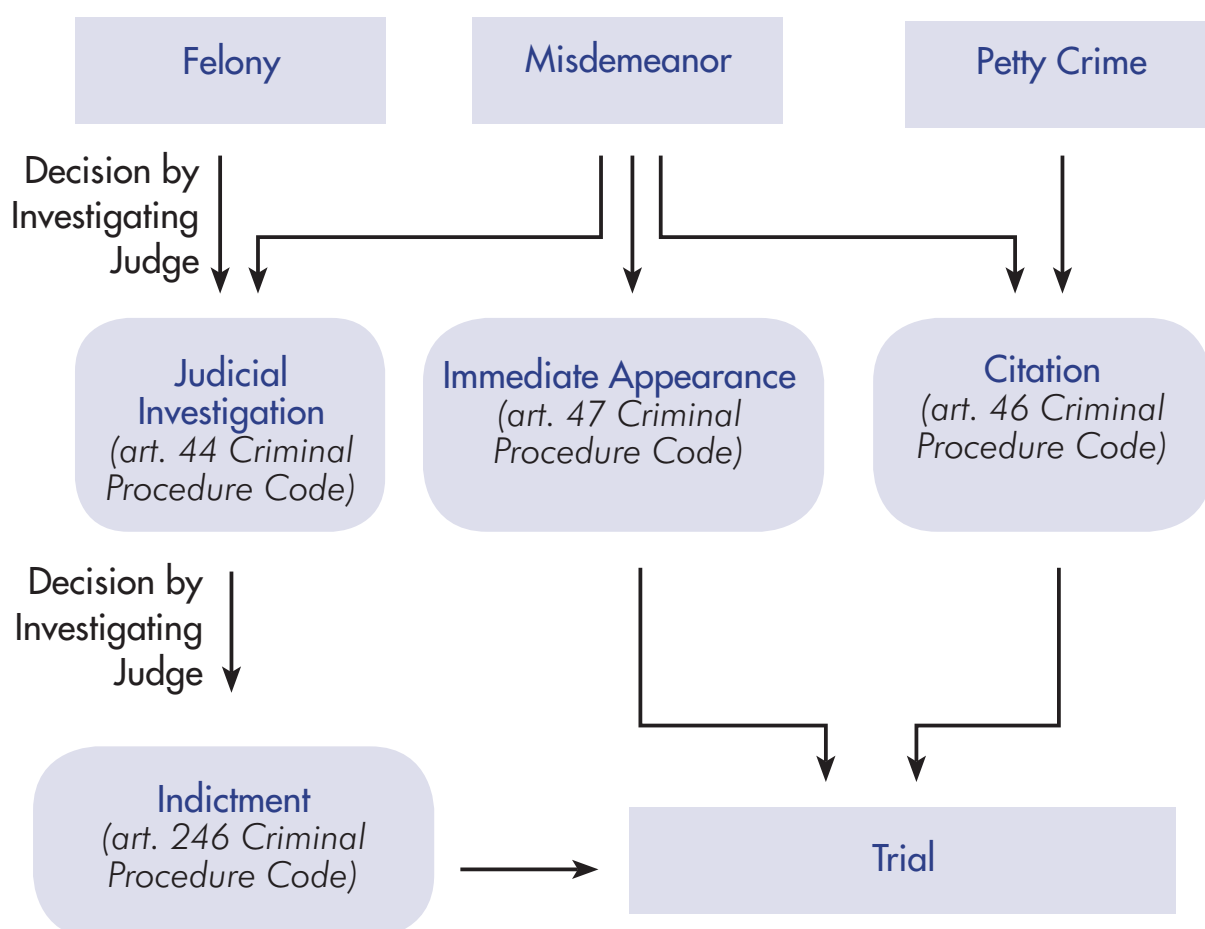 Felony
Misdemeanor
Petty Crime
Decision by
Investigating
Judge
Judicial
Investigation
(art. 44 Criminal
Procedure Code)
Immediate Appearance
(art. 47 Criminal
Procedure Code)
Citation
(art. 46 Criminal
Procedure Code)
Decision by
Investigating
Judge
Indictment
(art. 246 Criminal
Procedure Code)
Trial